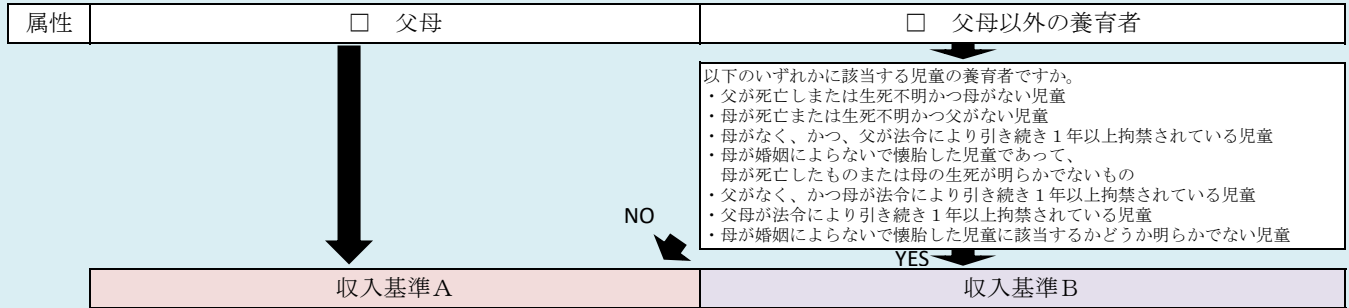 属性
□　父母
□　父母以外の養育者
以下のいずれかに該当する児童の養育者ですか。
・父が死亡しまたは生死不明かつ母がない児童
・母が死亡または生死不明かつ父がない児童
・母がなく、かつ、父が法令により引き続き１年以上拘禁されている児童
・母が婚姻によらないで懐胎した児童であって、
母が死亡したものまたは母の生死が明らかでないもの
・父がなく、かつ母が法令により引き続き１年以上拘禁されている児童
・父母が法令により引き続き１年以上拘禁されている児童
・母が婚姻によらないで懐胎した児童に該当するかどうか明らかでない児童
NO
YES
収入基準Ａ
収入基準Ｂ